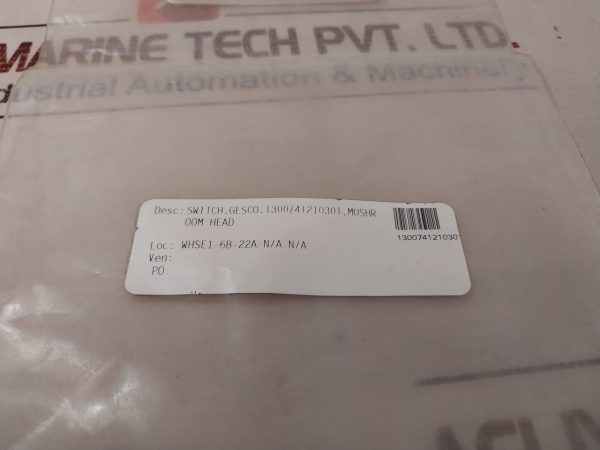 MARINE TECH PVT. LTD.
dustrial Automation & Machinery
Desc: SWITCH,GESCO,1300741210301,MUSHR
OOM HEAD
130074121030
Loc: WHSE1-6B-22A-N/A N/A
Ven:
PO: